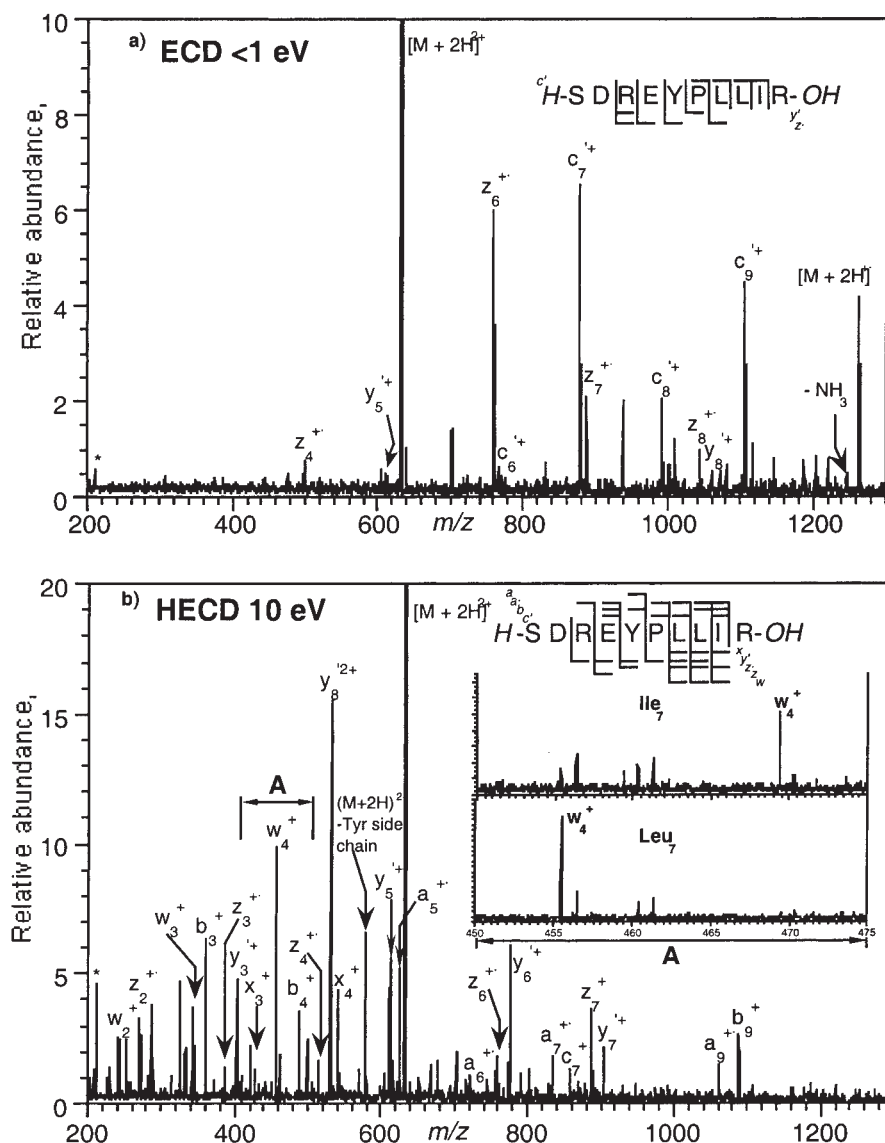 a) ECD <1 eV
[M + 2H]2+
c' H-S D R E Y P L L I R-OH
y' z·
Relative abundance,
10
8
6
4
2
0
*
z4+·
y5'+
z6+·
c6'+
c7'+
z7+·
c8'+
z8+·
y8'+
c9'+
- NH3
[M + 2H]+·
200
400
m/z
800
1000
1200
b) HECD 10 eV
[M + 2H]2+
a a· b c'
H-S D R E Y P L L I R-OH
x y' z· z w
Relative abundance,
20
15
10
5
0
*
y8'2+
A
(M+2H)2
-Tyr side
chain
w4+
w3+
b3+
z3+·
y3'+
x3+
w2+
z2+·
b4+
z4+·
x4+
y5'+
a5+·
Ile7
w4+
w4+
Leu7
450
455
460
465
470
475
A
z6+·
y6'+
a6+·
a7+·
c7+
z7+
y7'+
a9+·
b9+
200
400
m/z
600
800
1000
1200